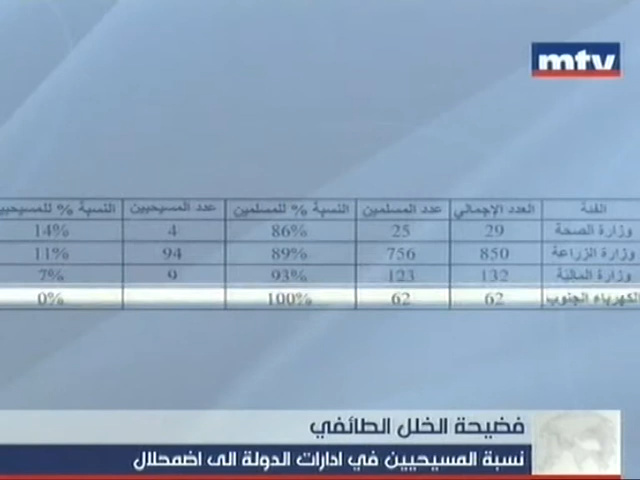 mtv
الفئة العدد الإجمالي عدد المسلمين النسبة % للمسلمين عدد المسيحيين النسبة % للمسيحيين
وزارة الصحة 29 25 86% 4 14%
وزارة الزراعة 850 756 89% 94 11%
وزارة المالية 132 123 93% 9 7%
الكهرباء الجنوب 62 62 100% 0%
فضيحة الخلل الطائفي
نسبة المسيحيين في ادارات الدولة الى اضمحلال